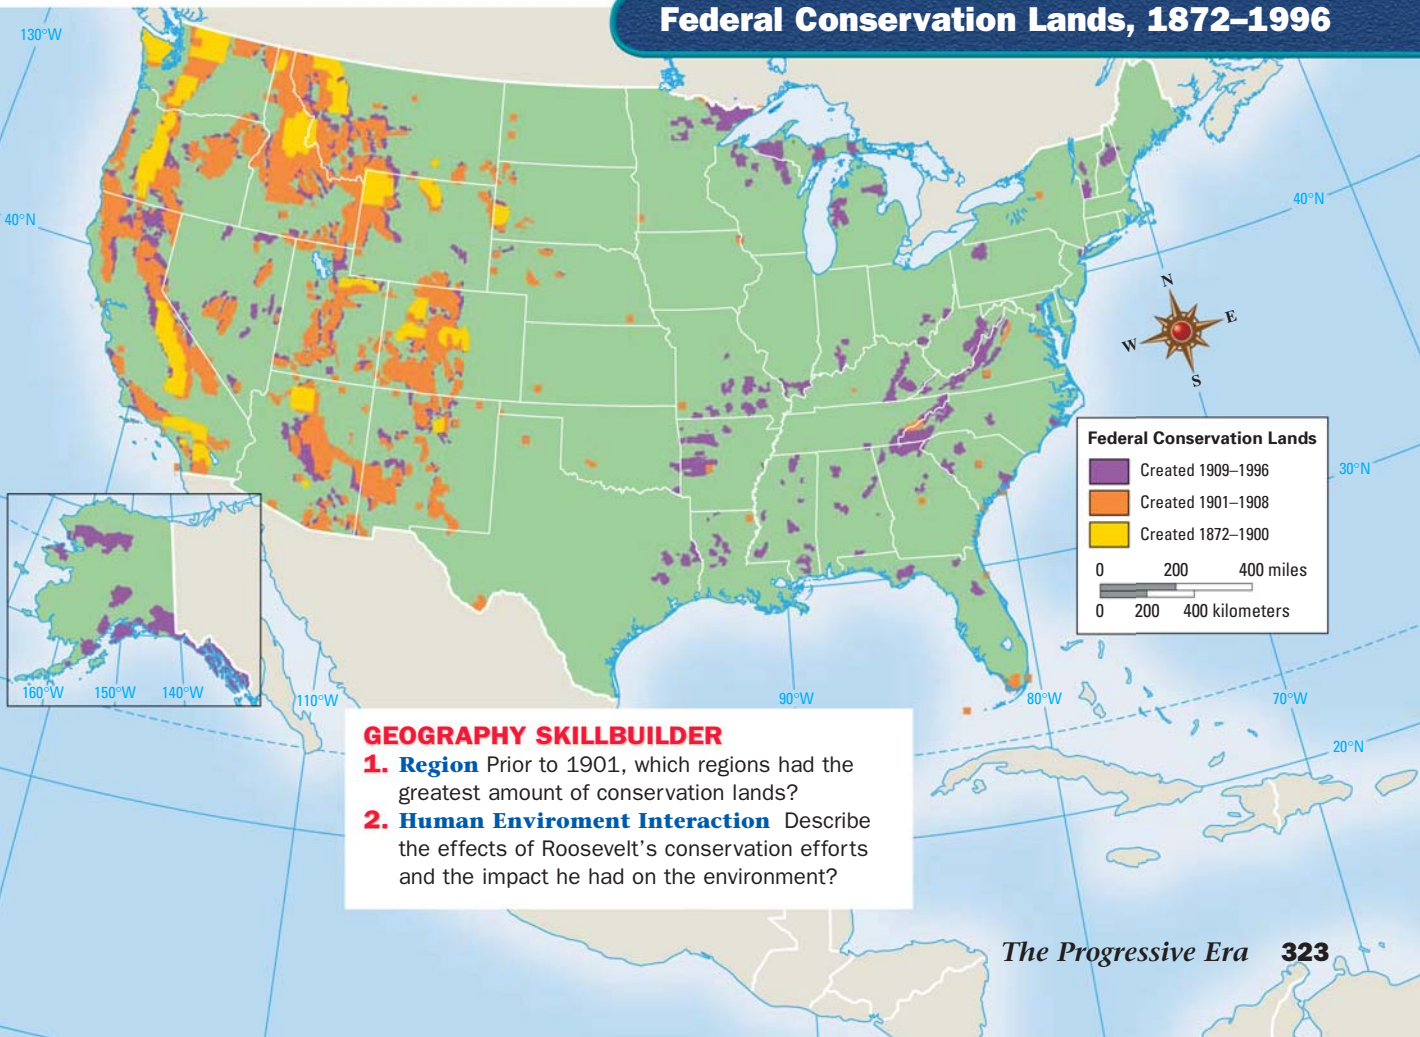 Federal Conservation Lands, 1872–1996
130°W
40°N
40°N
N
E
W
S
Federal Conservation Lands
Created 1909–1996
Created 1901–1908
Created 1872–1900
0 200 400 miles
0 200 400 kilometers
30°N
160°W 150°W 140°W
110°W
90°W
80°W
70°W
20°N
GEOGRAPHY SKILLBUILDER
1. Region Prior to 1901, which regions had the
greatest amount of conservation lands?
2. Human Enviroment Interaction Describe
the effects of Roosevelt’s conservation efforts
and the impact he had on the environment?
The Progressive Era 323